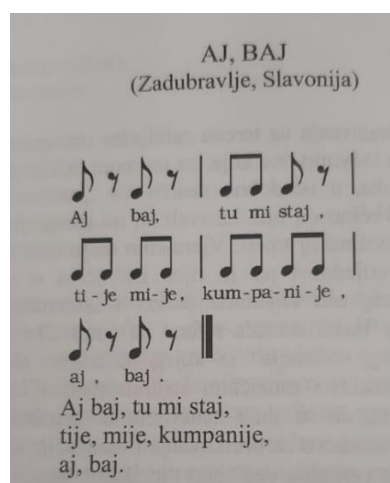 AJ, BAJ
(Zadubravlje, Slavonija)
Aj baj, tu mi staj ,
ti - je mi - je, kum - pa - ni - je ,
aj , baj .
Aj baj, tu mi staj,
tije, mije, kumpanije,
aj, baj.